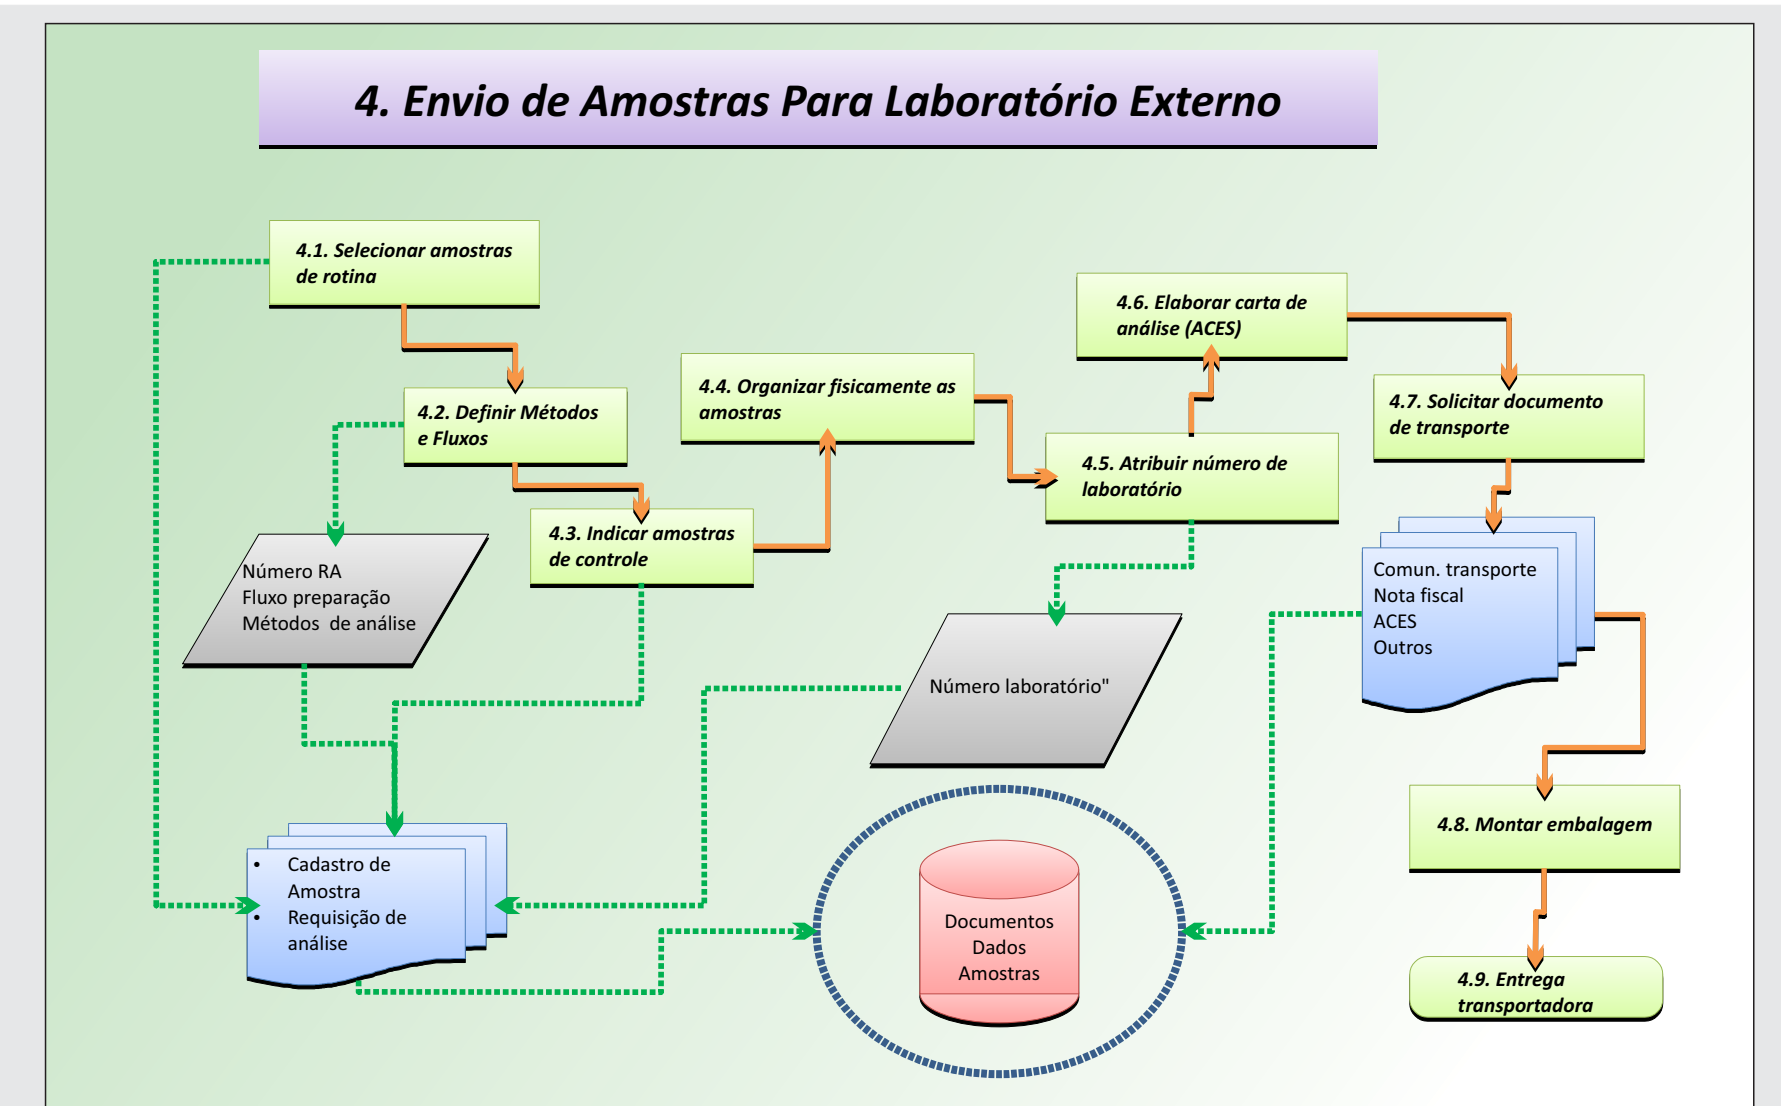 4. Envio de Amostras Para Laboratório Externo
4.1. Selecionar amostras
de rotina
4.2. Definir Métodos
e Fluxos
4.3. Indicar amostras
de controle
4.4. Organizar fisicamente as
amostras
4.5. Atribuir número de
laboratório
4.6. Elaborar carta de
análise (ACES)
4.7. Solicitar documento
de transporte
Número RA
Fluxo preparação
Métodos de análise
Número laboratório"
Comun. transporte
Nota fiscal
ACES
Outros
4.8. Montar embalagem
• Cadastro de
Amostra
• Requisição de
análise
Documentos
Dados
Amostras
4.9. Entrega
transportadora